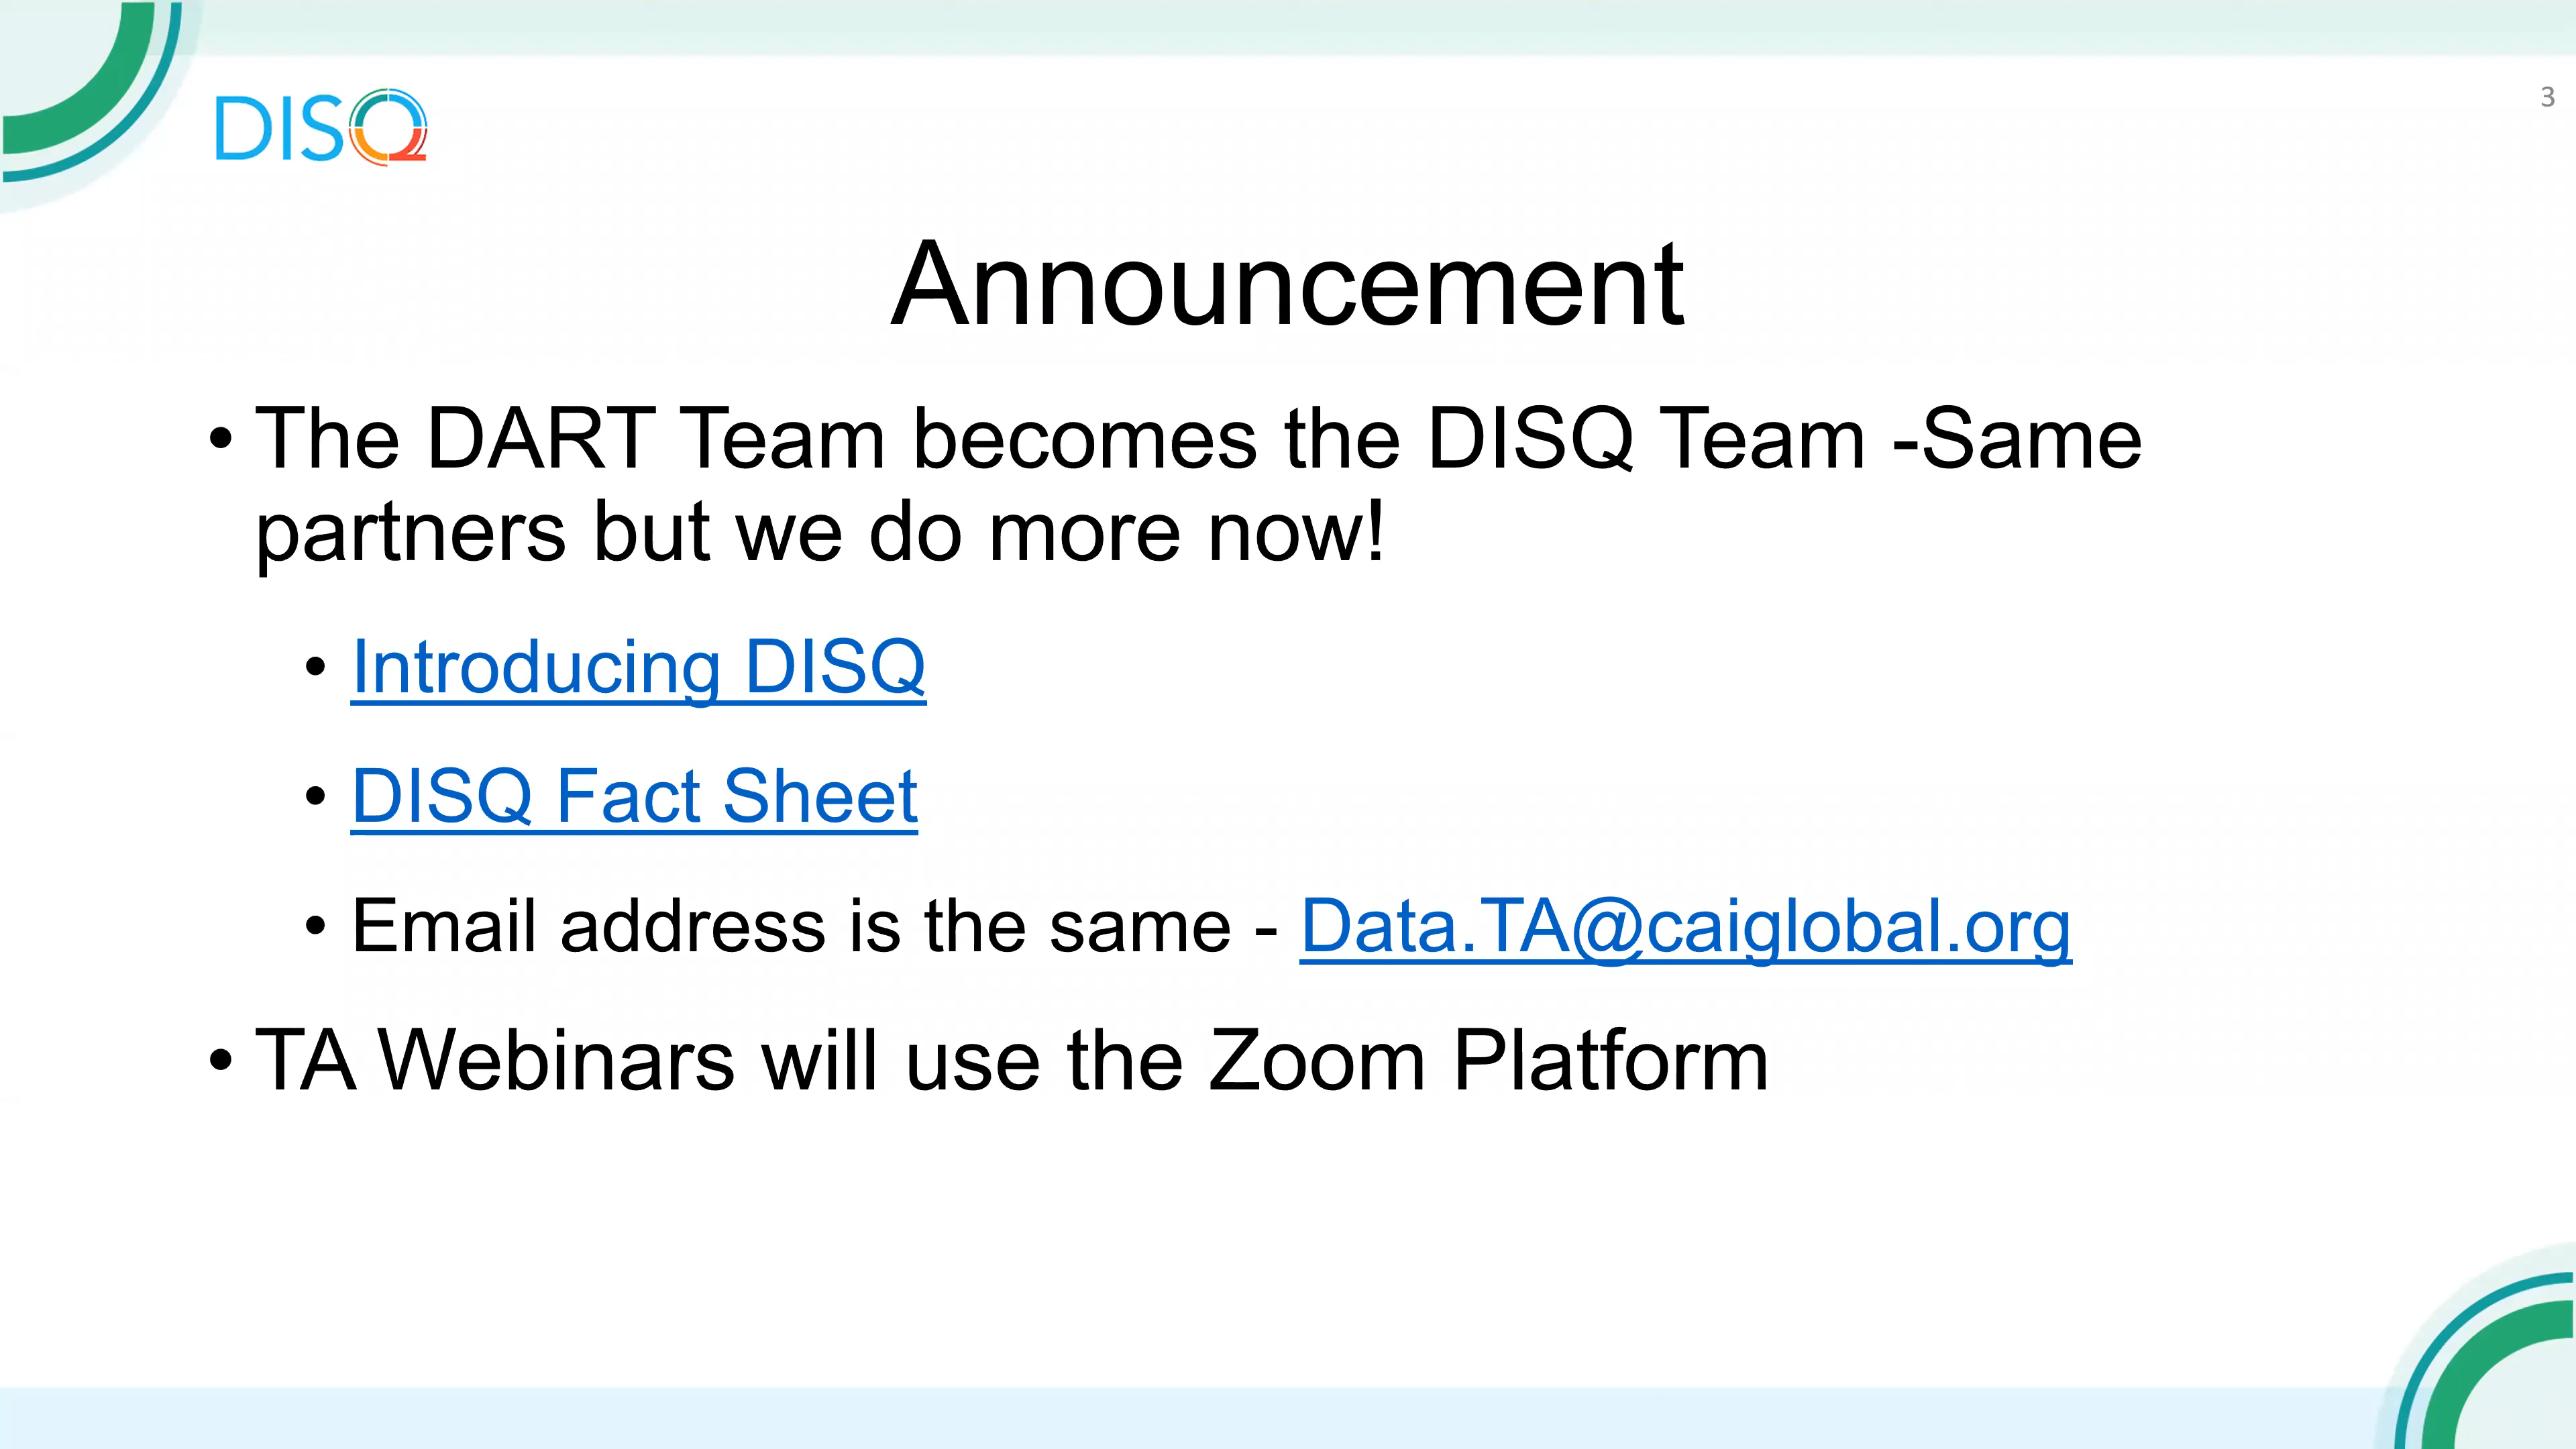 DISQ
3
Announcement
• The DART Team becomes the DISQ Team -Same
partners but we do more now!
• Introducing DISQ
• DISQ Fact Sheet
• Email address is the same - Data.TA@caiglobal.org
• TA Webinars will use the Zoom Platform